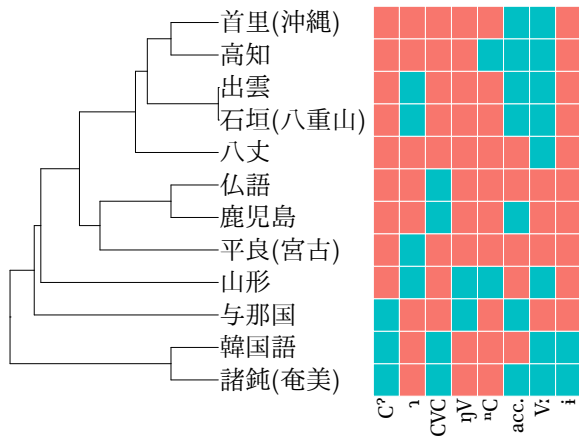 首里(沖縄)
高知
出雲
石垣(八重山)
八丈
仏語
鹿児島
平良(宮古)
山形
与那国
韓国語
諸鈍(奄美)
Cˀ
ɿ
CVC
ŋV
ⁿC
acc.
Vː
ɨ